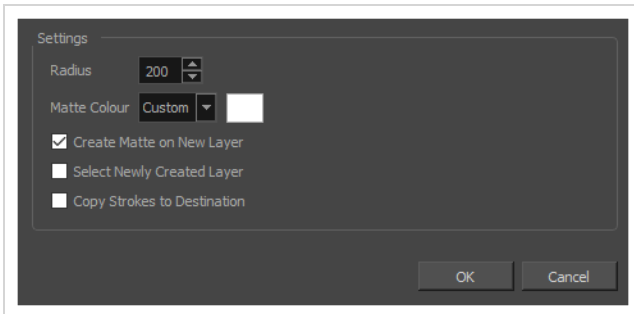 Settings
Radius 200
Matte Colour Custom
Create Matte on New Layer
Select Newly Created Layer
Copy Strokes to Destination
OK Cancel